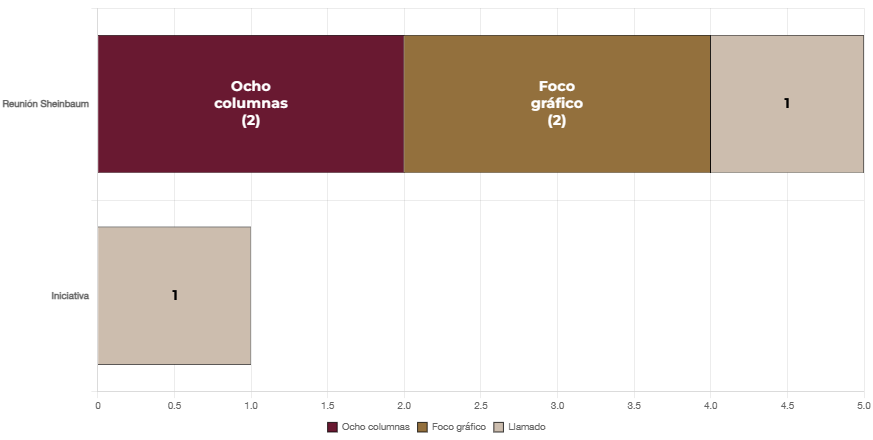 Reunión Sheinbaum
Ocho
columnas
(2)
Foco
gráfico
(2)
1
Iniciativa
1
0 0.5 1.0 1.5 2.0 2.5 3.0 3.5 4.0 4.5 5.0
Ocho columnas Foco gráfico Llamado